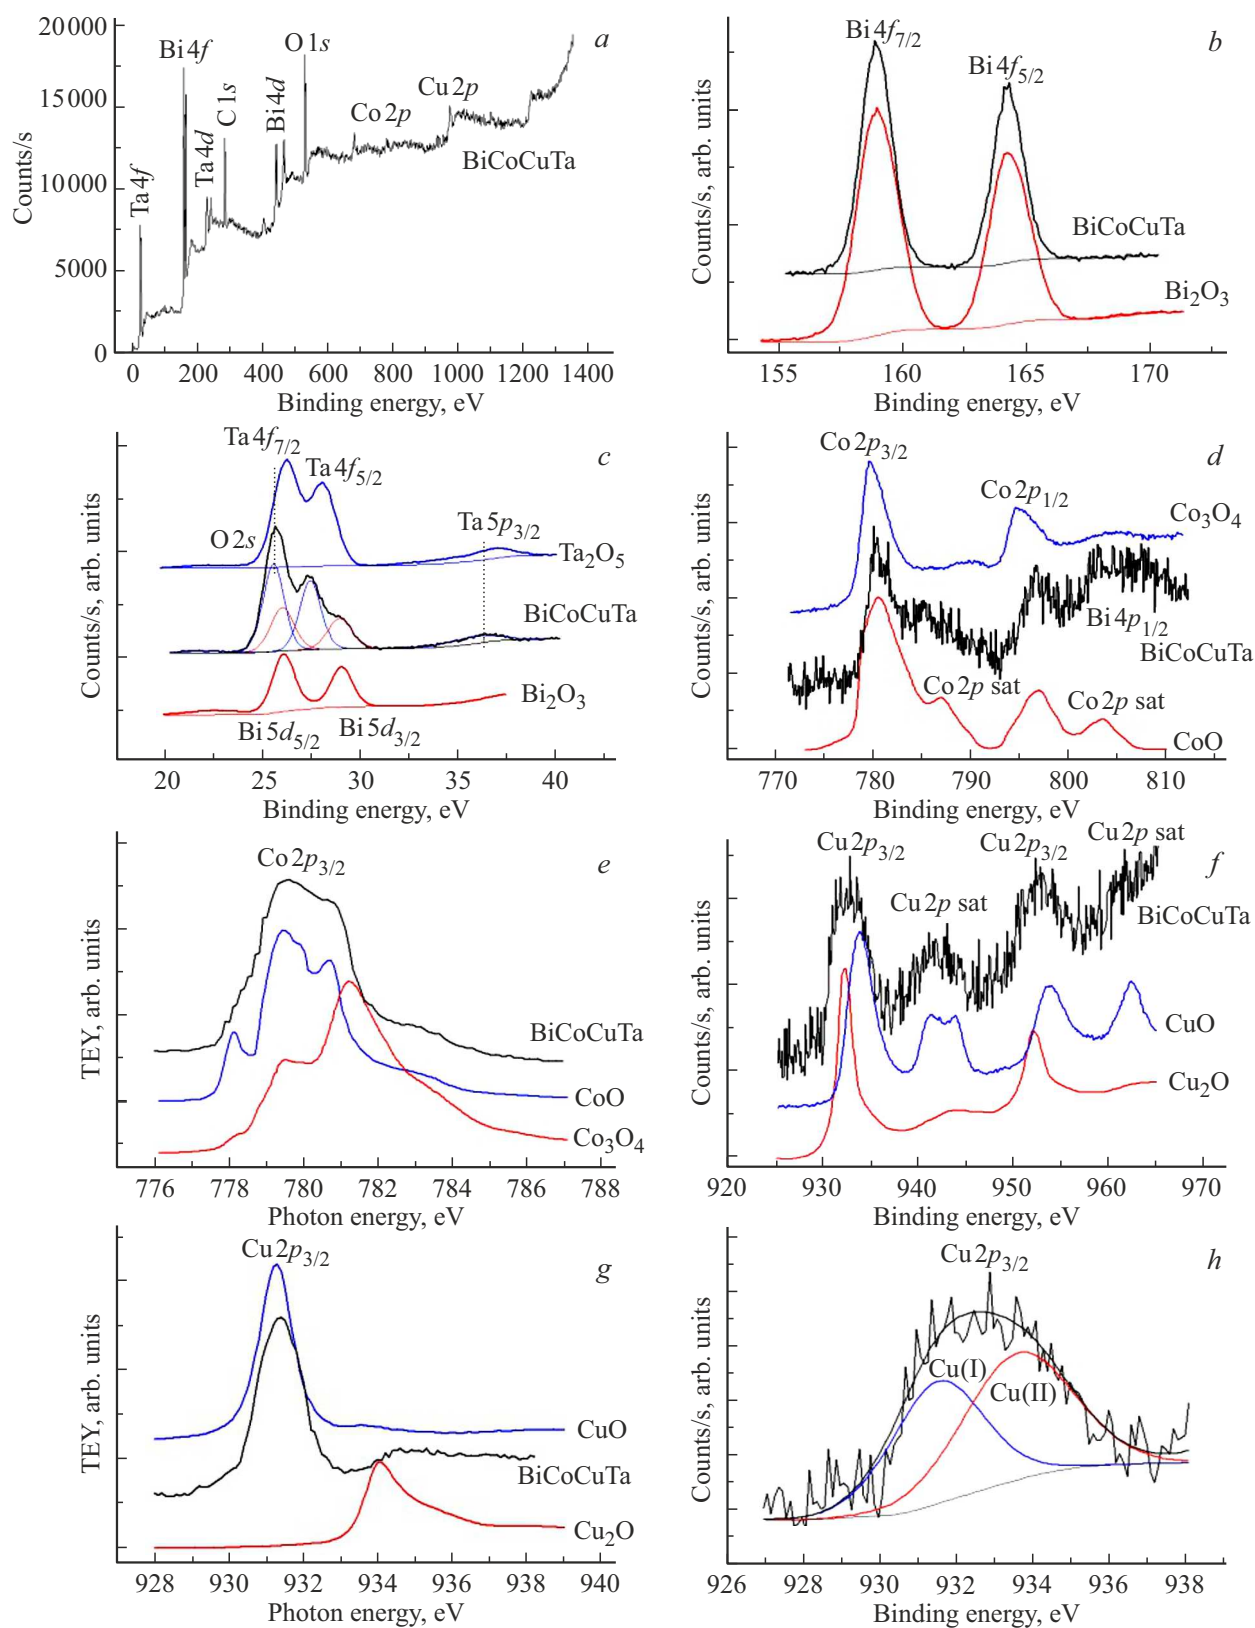 a
20 000
15 000
10 000
5000
0
Counts/s
Ta 4f
Bi 4f
Ta 4d
C 1s
Bi 4d
O 1s
Co 2p
Cu 2p
BiCoCuTa
0 200 400 600 800 1000 1200 1400
Binding energy, eV
b
Counts/s, arb. units
Bi 4f7/2
Bi 4f5/2
BiCoCuTa
Bi2O3
155 160 165 170
Binding energy, eV
c
Counts/s, arb. units
Ta 4f7/2
Ta 4f5/2
O 2s
Ta 5p3/2
Ta2O5
BiCoCuTa
Bi2O3
Bi 5d5/2
Bi 5d3/2
20 25 30 35 40
Binding energy, eV
d
Counts/s, arb. units
Co 2p3/2
Co 2p1/2
Co3O4
Bi 4p1/2
BiCoCuTa
Co 2p sat
Co 2p sat
CoO
770 780 790 800 810
Binding energy, eV
e
TEY, arb. units
Co 2p3/2
BiCoCuTa
CoO
Co3O4
776 778 780 782 784 786 788
Photon energy, eV
f
Counts/s, arb. units
Cu 2p3/2
Cu 2p sat
Cu 2p3/2
Cu 2p sat
BiCoCuTa
CuO
Cu2O
920 930 940 950 960 970
Binding energy, eV
g
TEY, arb. units
Cu 2p3/2
CuO
BiCoCuTa
Cu2O
928 930 932 934 936 938 940
Photon energy, eV
h
Counts/s, arb. units
Cu 2p3/2
Cu(I)
Cu(II)
926 928 930 932 934 936 938
Binding energy, eV